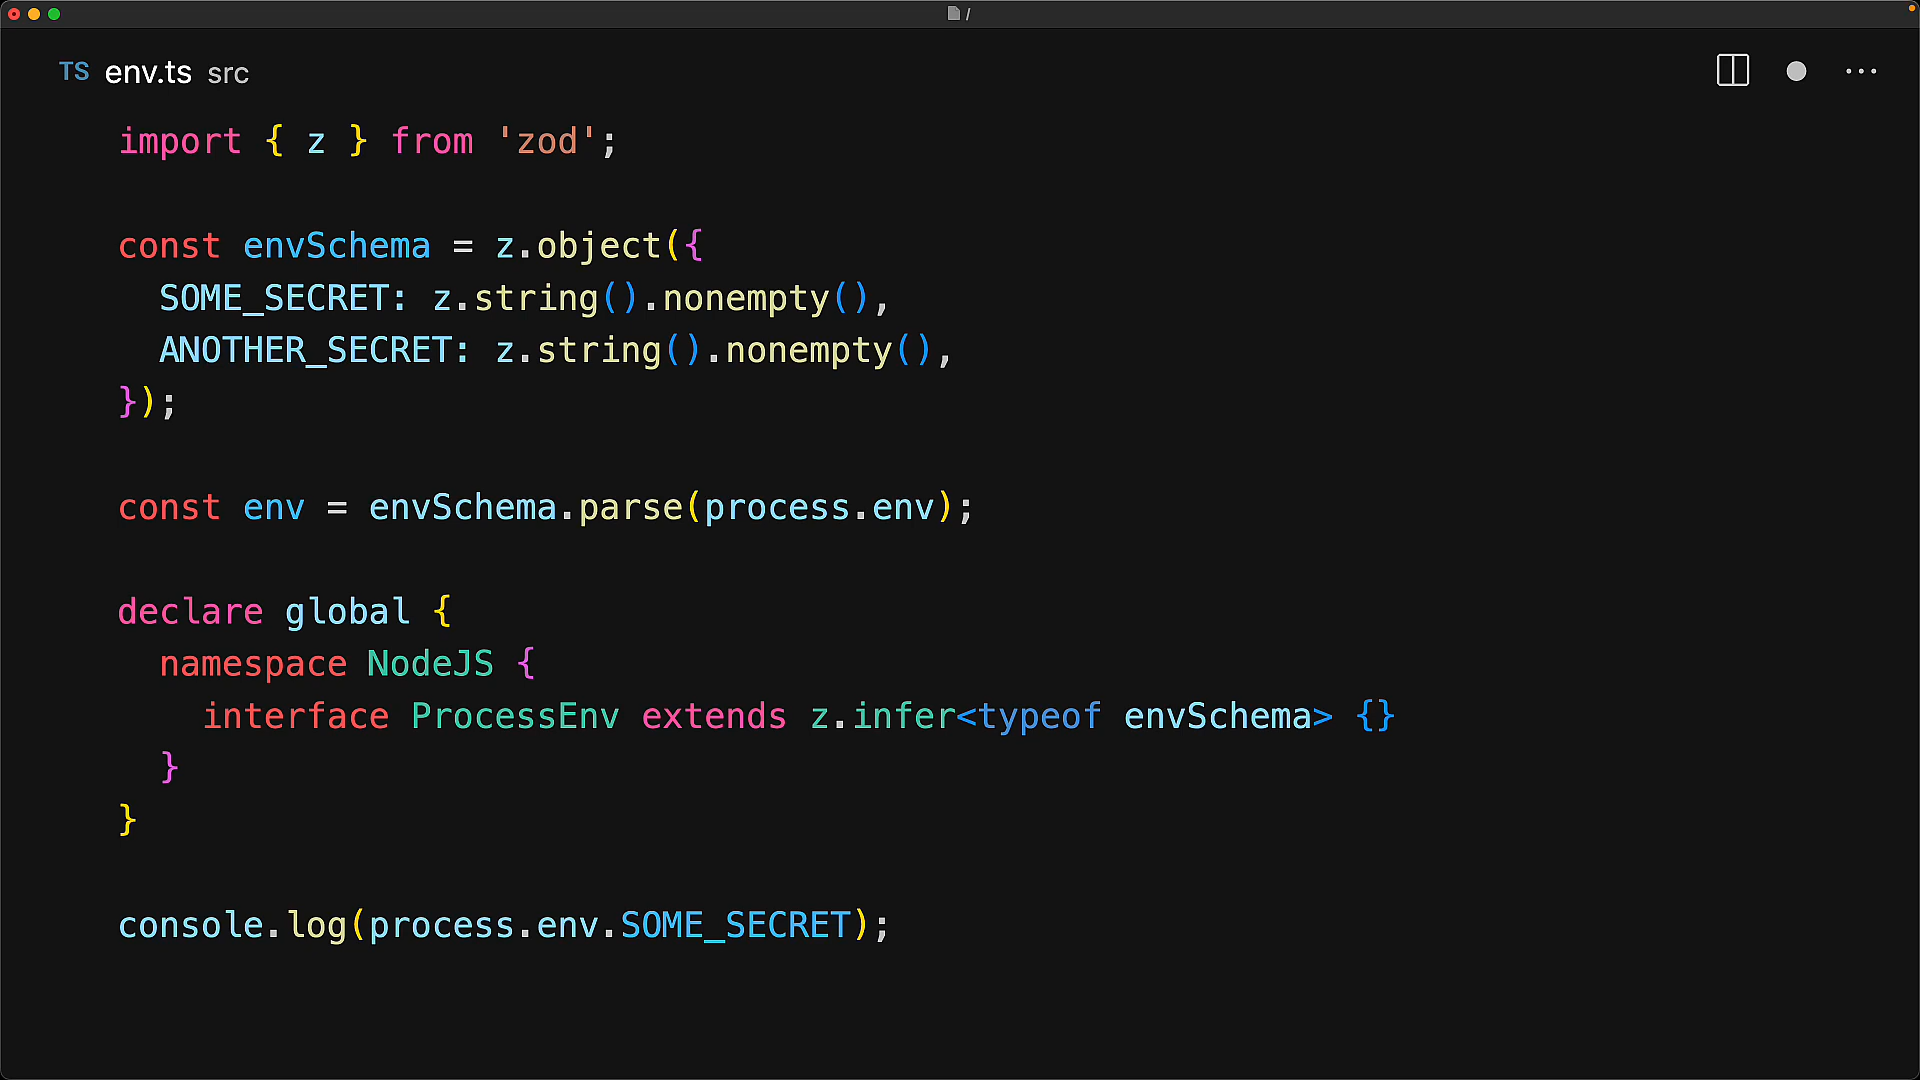 /
TS env.ts src
import { z } from 'zod';
const envSchema = z.object({
  SOME_SECRET: z.string().nonempty(),
  ANOTHER_SECRET: z.string().nonempty(),
});
const env = envSchema.parse(process.env);
declare global {
  namespace NodeJS {
    interface ProcessEnv extends z.infer<typeof envSchema> {}
  }
}
console.log(process.env.SOME_SECRET);